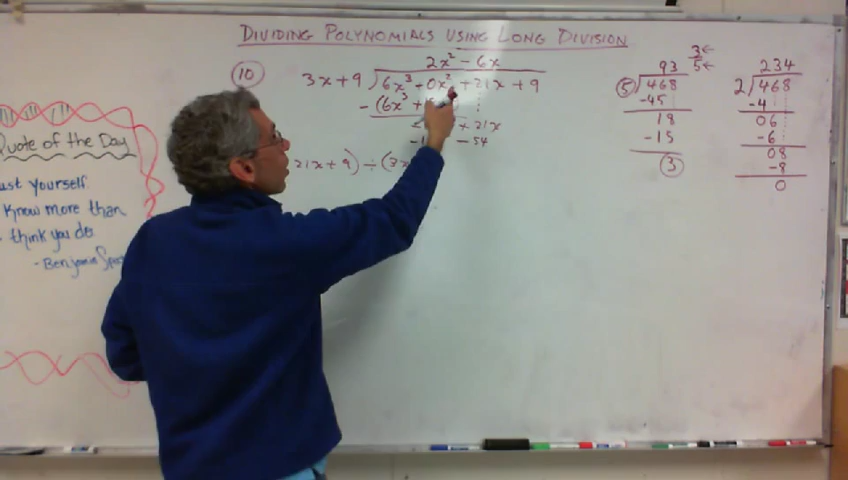 DIVIDING POLYNOMIALS USING LONG DIVISION
2x² - 6x
10
3x + 9 ) 6x³ + 0x² + 21x + 9
- (6x³ +
+ 21x
- 54
21x + 9) ÷ (3x
93
3 ←
5 ←
5 ) 468
-45
18
-15
3
234
2 ) 468
-4
06
-6
08
-8
0
Quote of the Day
ust yourself
Know more than
think you do
- Benjamin